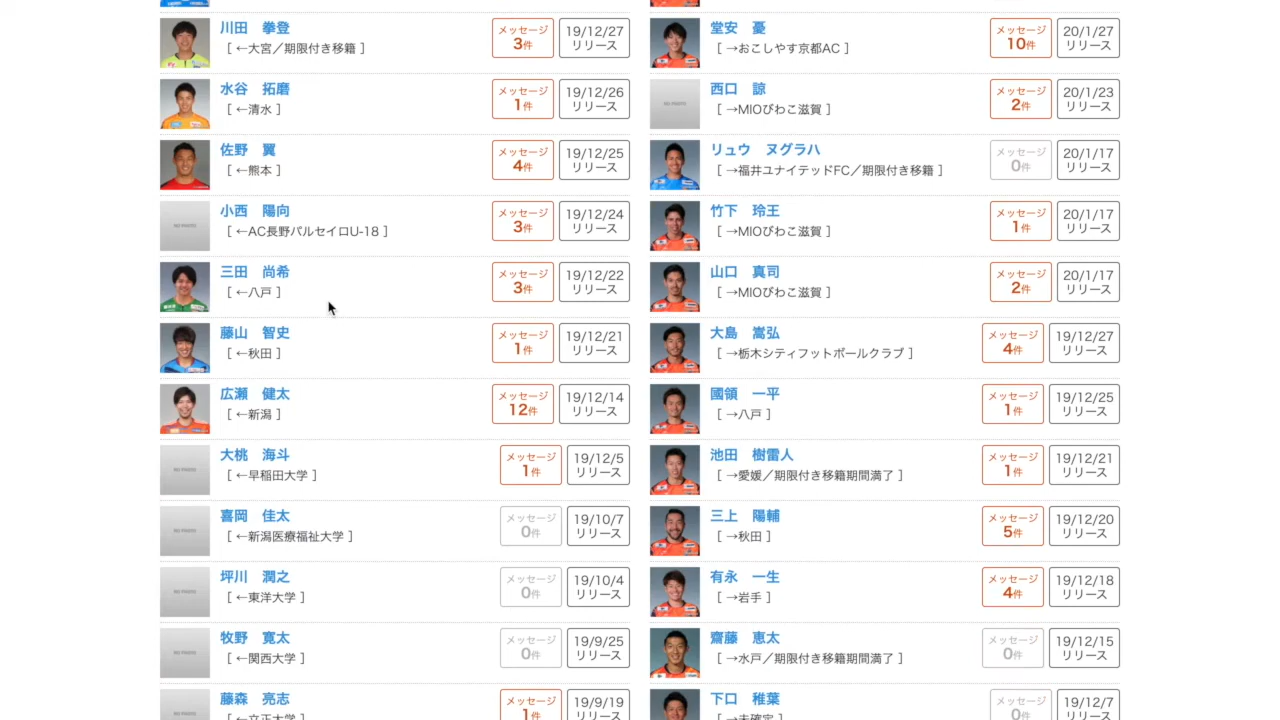 川田　拳登
[ ←大宮／期限付き移籍 ]
メッセージ
3件
19/12/27
リリース
水谷　拓磨
[ ←清水 ]
メッセージ
1件
19/12/26
リリース
佐野　翼
[ ←熊本 ]
メッセージ
4件
19/12/25
リリース
小西　陽向
[ ←AC長野パルセイロU-18 ]
メッセージ
3件
19/12/24
リリース
三田　尚希
[ ←八戸 ]
メッセージ
3件
19/12/22
リリース
藤山　智史
[ ←秋田 ]
メッセージ
1件
19/12/21
リリース
広瀬　健太
[ ←新潟 ]
メッセージ
12件
19/12/14
リリース
大桃　海斗
[ ←早稲田大学 ]
メッセージ
1件
19/12/5
リリース
喜岡　佳太
[ ←新潟医療福祉大学 ]
メッセージ
0件
19/10/7
リリース
坪川　潤之
[ ←東洋大学 ]
メッセージ
0件
19/10/4
リリース
牧野　寛太
[ ←関西大学 ]
メッセージ
0件
19/9/25
リリース
藤森　亮志
[ ←立正大学 ]
メッセージ
1件
19/9/19
リリース
堂安　憂
[ →おこしやす京都AC ]
メッセージ
10件
20/1/27
リリース
西口　諒
[ →MIOびわこ滋賀 ]
メッセージ
2件
20/1/23
リリース
リュウ　ヌグラハ
[ →福井ユナイテッドFC／期限付き移籍 ]
メッセージ
0件
20/1/17
リリース
竹下　玲王
[ →MIOびわこ滋賀 ]
メッセージ
1件
20/1/17
リリース
山口　真司
[ →MIOびわこ滋賀 ]
メッセージ
2件
20/1/17
リリース
大島　嵩弘
[ →栃木シティフットボールクラブ ]
メッセージ
4件
19/12/27
リリース
國領　一平
[ →八戸 ]
メッセージ
1件
19/12/25
リリース
池田　樹雷人
[ →愛媛／期限付き移籍期間満了 ]
メッセージ
1件
19/12/21
リリース
三上　陽輔
[ →秋田 ]
メッセージ
5件
19/12/20
リリース
有永　一生
[ →岩手 ]
メッセージ
4件
19/12/18
リリース
齋藤　恵太
[ →水戸／期限付き移籍期間満了 ]
メッセージ
0件
19/12/15
リリース
下口　稚葉
[ →未確定 ]
メッセージ
0件
19/12/7
リリース
NO PHOTO
NO PHOTO
NO PHOTO
NO PHOTO
NO PHOTO
NO PHOTO
NO PHOTO